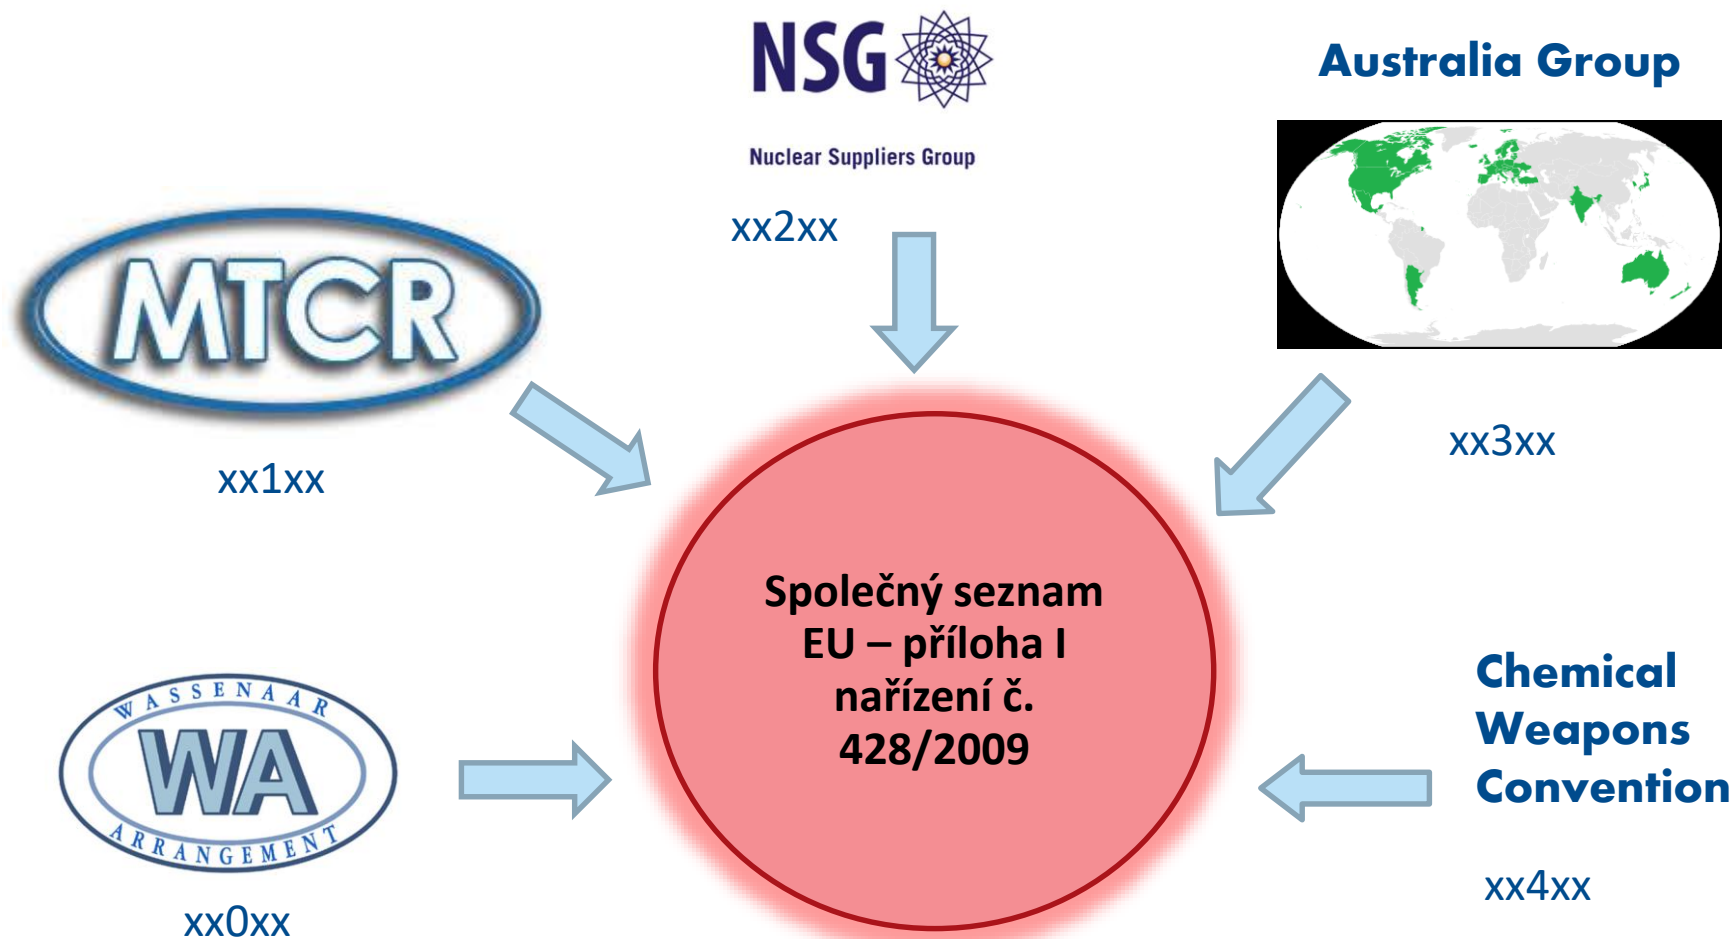 NSG
Nuclear Suppliers Group
xx2xx
Australia Group
xx3xx
MTCR
xx1xx
Společný seznam
EU – příloha I
nařízení č.
428/2009
WASSENAAR
WA
ARRANGEMENT
xx0xx
Chemical
Weapons
Convention
xx4xx